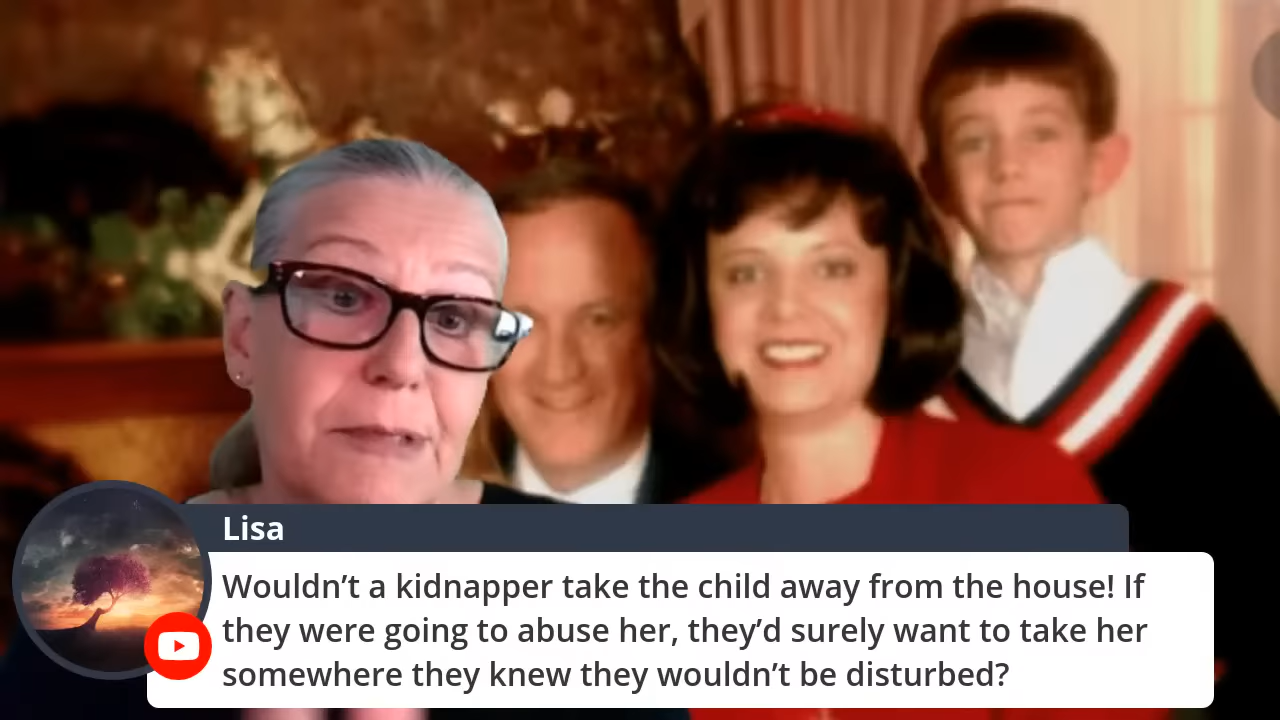 Lisa
Wouldn’t a kidnapper take the child away from the house! If
they were going to abuse her, they’d surely want to take her
somewhere they knew they wouldn’t be disturbed?